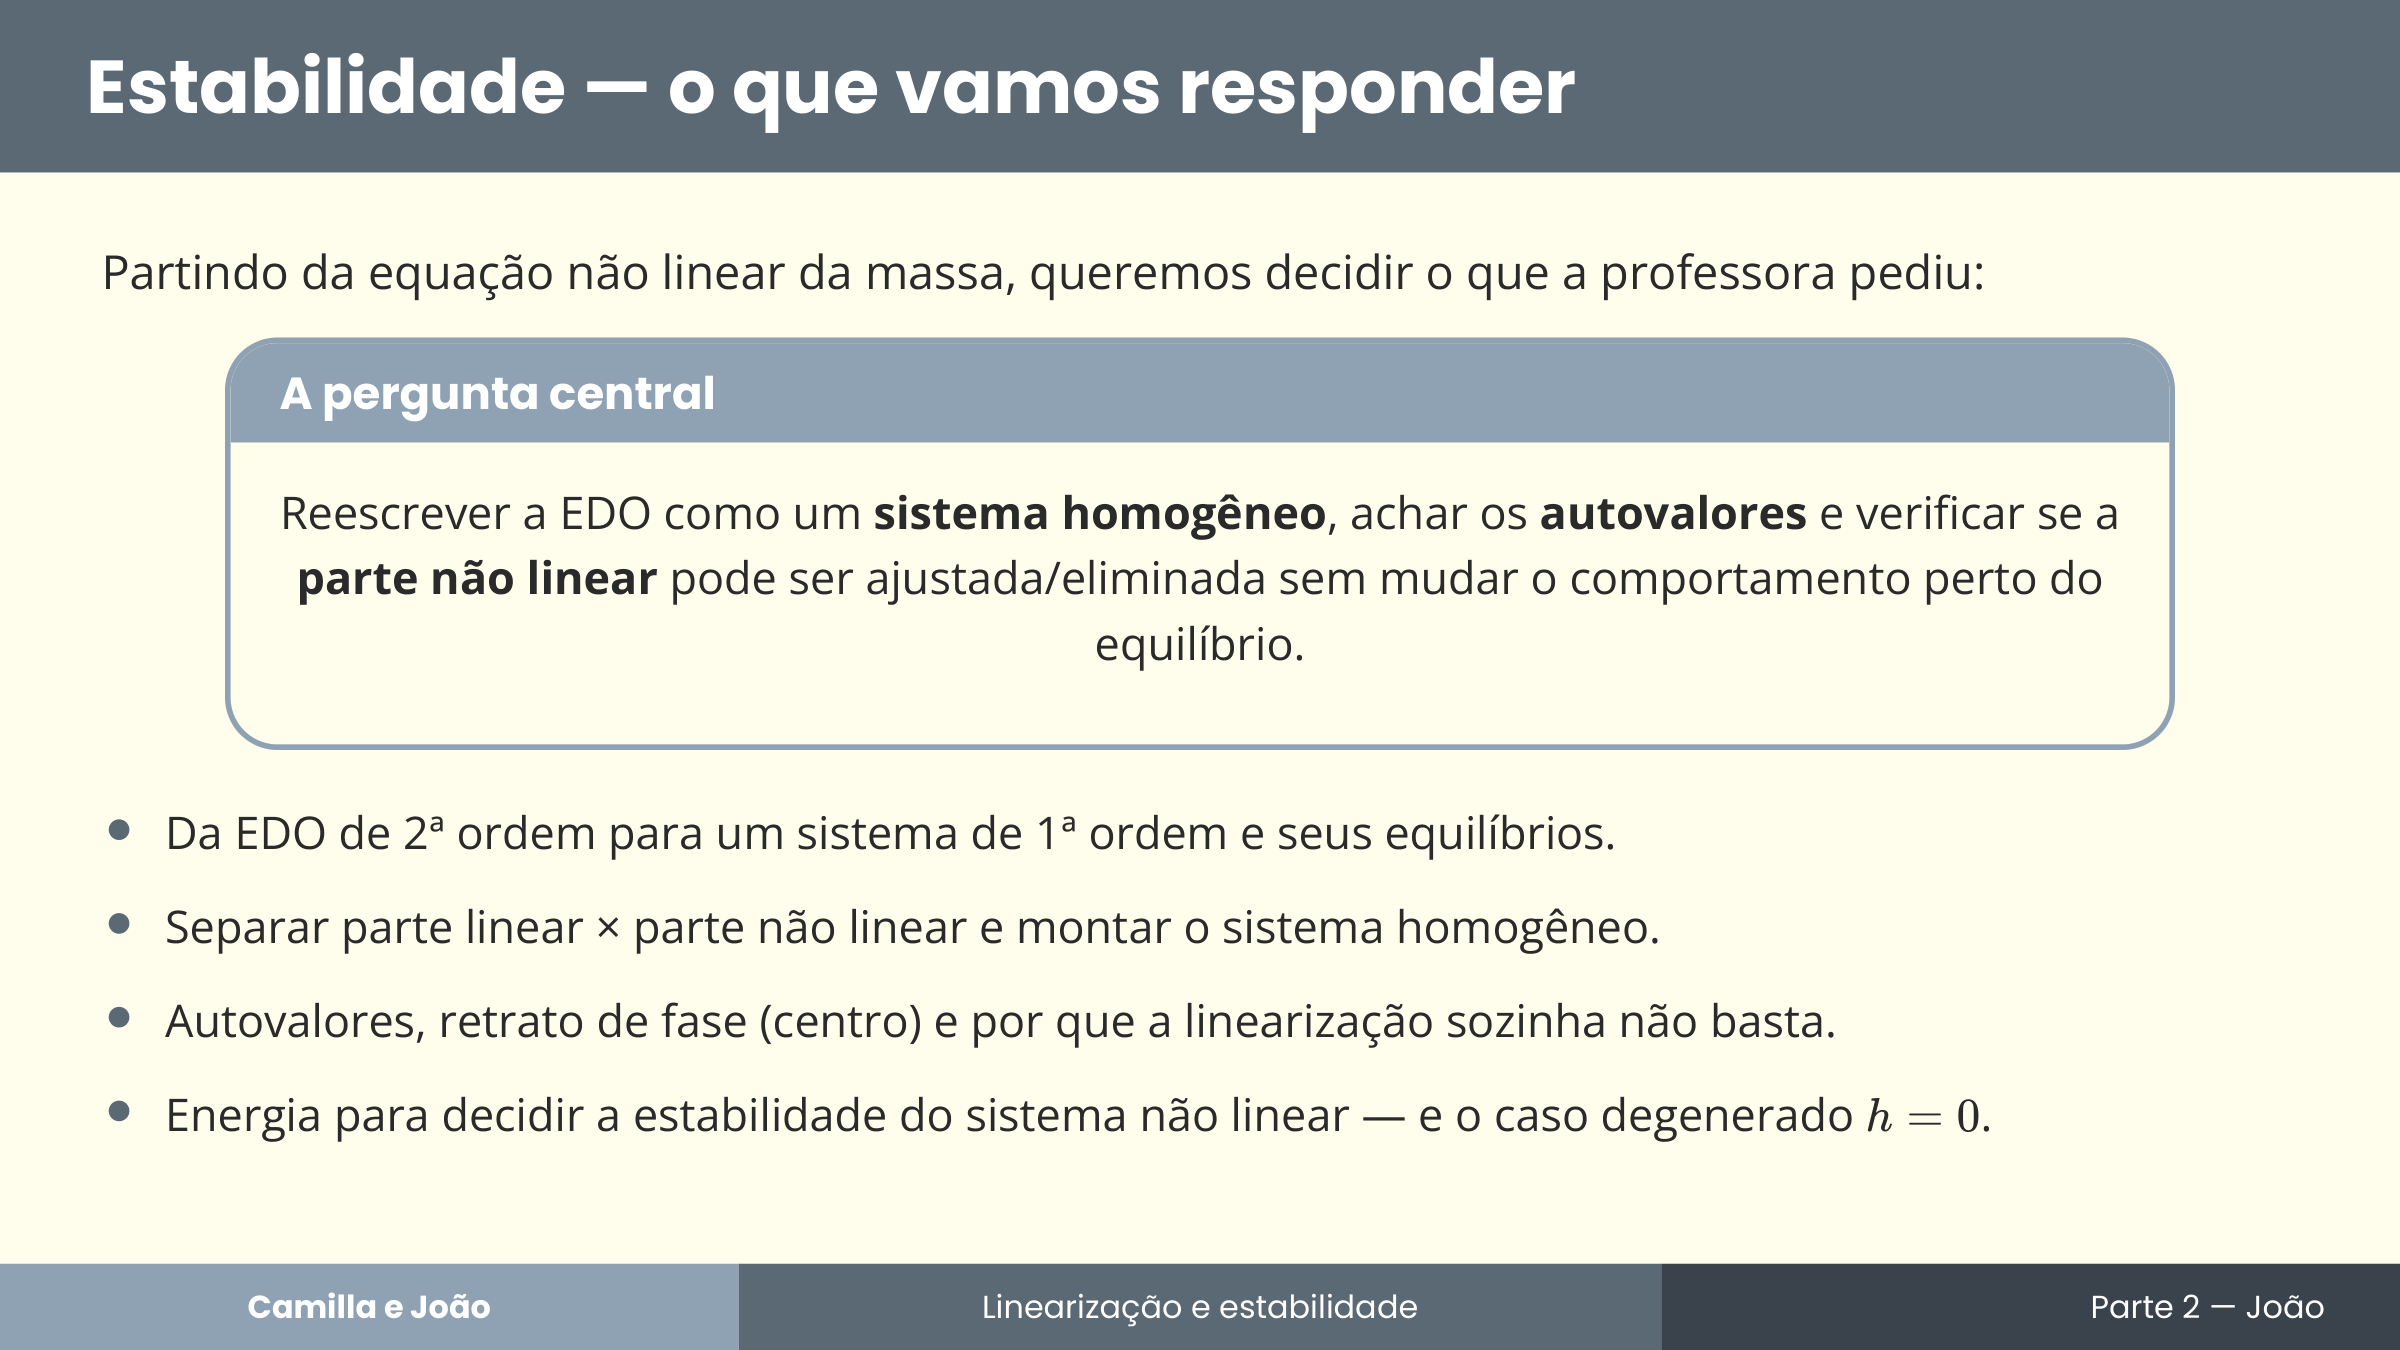 Estabilidade — o que vamos responder
Partindo da equação não linear da massa, queremos decidir o que a professora pediu:
A pergunta central
Reescrever a EDO como um sistema homogêneo, achar os autovalores e verificar se a
parte não linear pode ser ajustada/eliminada sem mudar o comportamento perto do
equilíbrio.
• Da EDO de 2ª ordem para um sistema de 1ª ordem e seus equilíbrios.
• Separar parte linear × parte não linear e montar o sistema homogêneo.
• Autovalores, retrato de fase (centro) e por que a linearização sozinha não basta.
• Energia para decidir a estabilidade do sistema não linear — e o caso degenerado h = 0.
Camilla e João
Linearização e estabilidade
Parte 2 — João